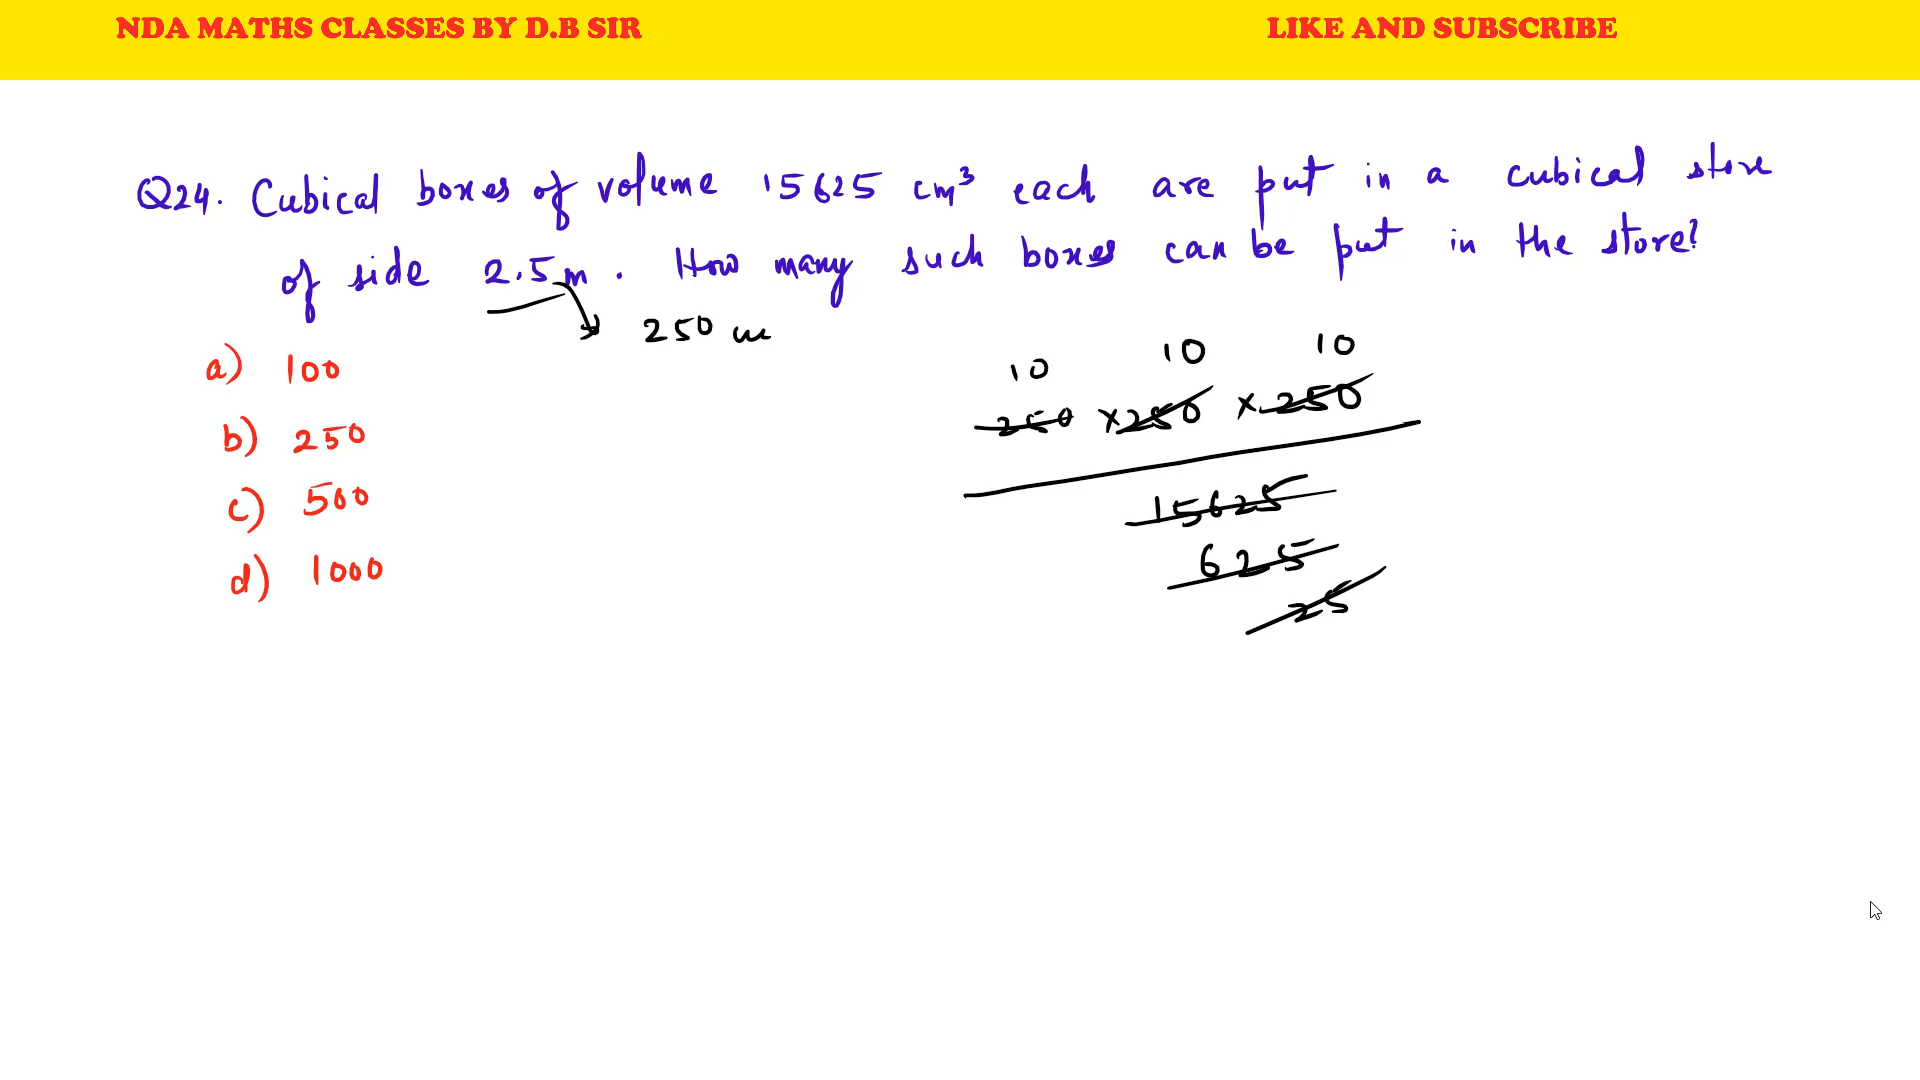 NDA MATHS CLASSES BY D.B SIR
LIKE AND SUBSCRIBE
Q24. Cubical boxes of volume 15625 cm³ each are put in a cubical store
of side 2.5m. How many such boxes can be put in the store?
250 cm
a) 100
b) 250
c) 500
d) 1000
10 10 10
250 × 250 × 250
15625
625
25